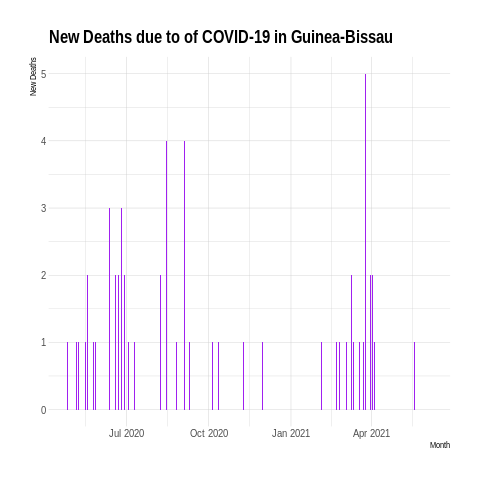 New Deaths due to of COVID-19 in Guinea-Bissau
New Deaths
5
4
3
2
1
0
Jul 2020 Oct 2020 Jan 2021 Apr 2021
Month